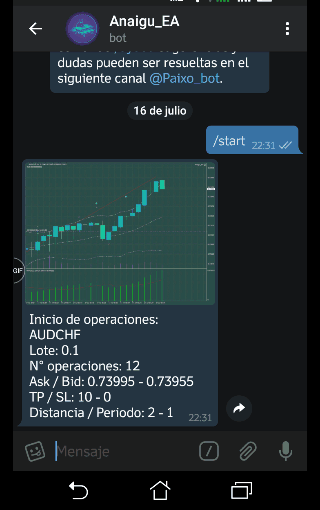 Anaigu_EA
bot
dudas pueden ser resueltas en el
siguiente canal @Paixo_bot.
16 de julio
/start 22:31
GIF
Inicio de operaciones:
AUDCHF
Lote: 0.1
N° operaciones: 12
Ask / Bid: 0.73995 - 0.73955
TP / SL: 10 - 0
Distancia / Periodo: 2 - 1
22:31
Mensaje